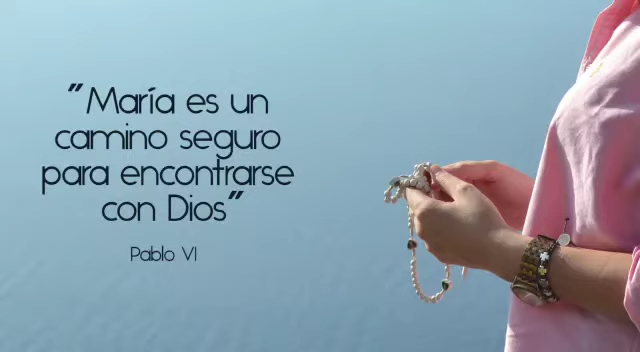 "María es un
camino seguro
para encontrarse
con Dios"
Pablo VI